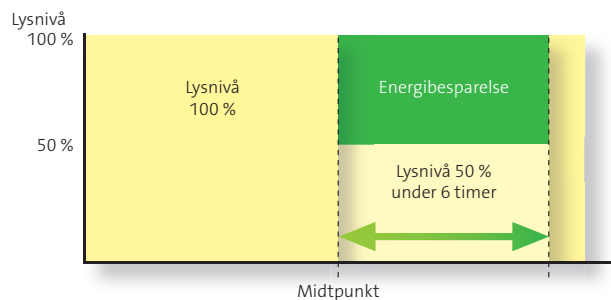 Lysnivå
100 %
Lysnivå
100 %
Energibesparelse
50 %
Lysnivå 50 %
under 6 timer
Midtpunkt